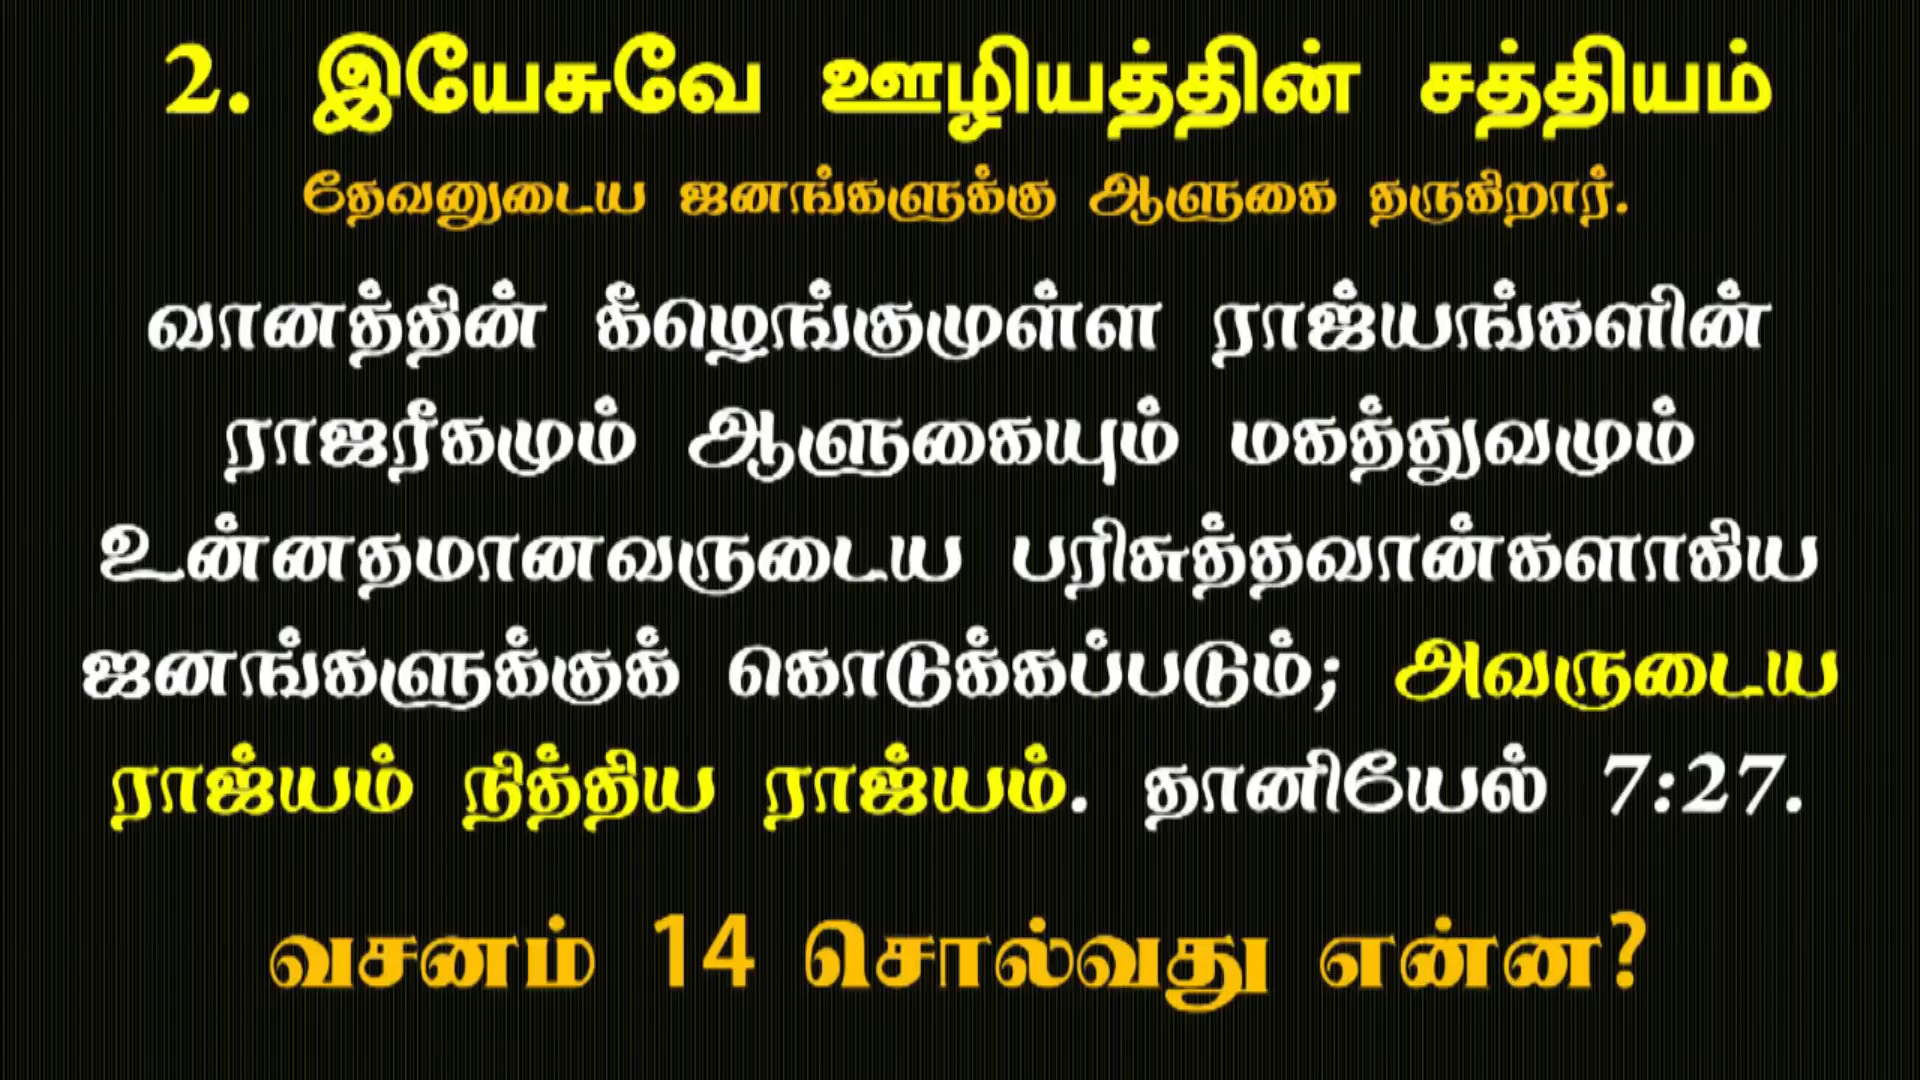 2. இயேசுவே ஊழியத்தின் சத்தியம்
தேவனுடைய ஜனங்களுக்கு ஆளுகை தருகிறார்.
வானத்தின் கீழெங்குமுள்ள ராஜ்யங்களின்
ராஜரீகமும் ஆளுகையும் மகத்துவமும்
உன்னதமானவருடைய பரிசுத்தவான்களாகிய
ஜனங்களுக்குக் கொடுக்கப்படும்; அவருடைய
ராஜ்யம் நித்திய ராஜ்யம். தானியேல் 7:27.
வசனம் 14 சொல்வது என்ன?